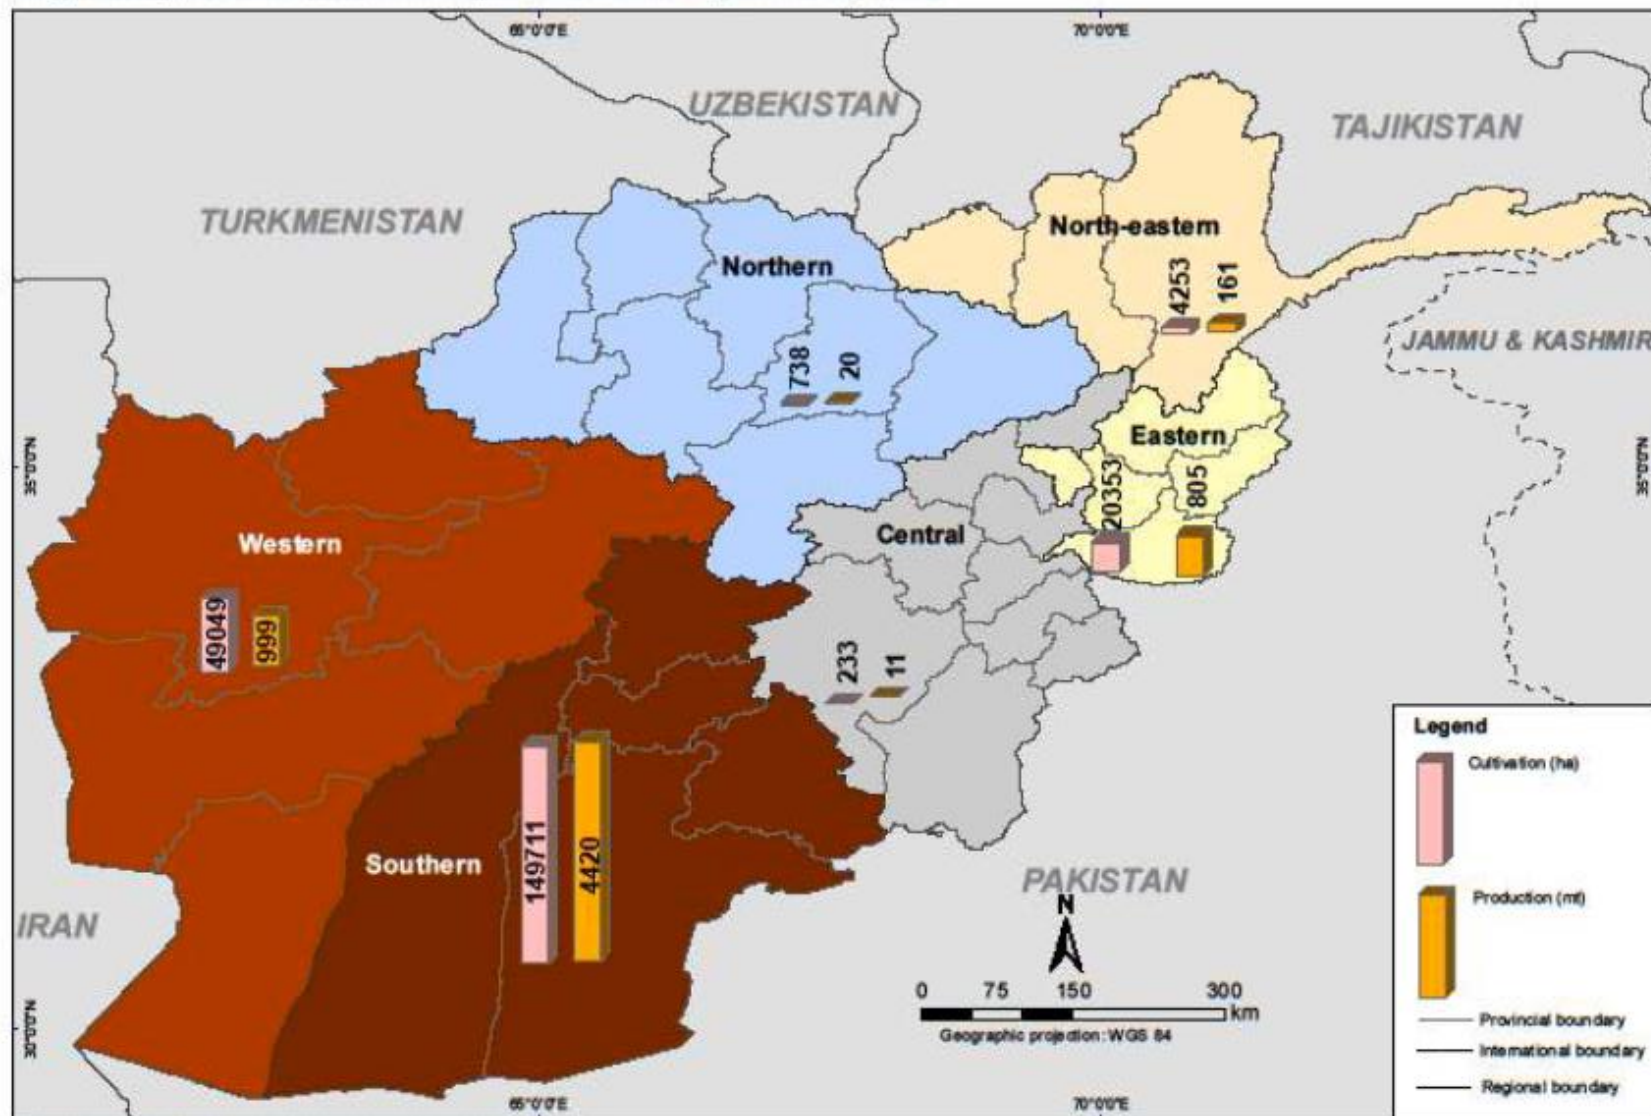 65°0'0"E
70°0'0"E
UZBEKISTAN
TAJIKISTAN
TURKMENISTAN
North-eastern
Northern
4253
161
JAMMU & KASHMIR
738
20
Eastern
35°0'0"N
35°0'0"N
20353
805
Western
Central
49049
999
233
11
Legend
Cultivation (ha)
149711
4420
Southern
PAKISTAN
Production (mt)
IRAN
N
0 75 150 300
km
Geographic projection: WGS 84
30°0'0"N
Provincial boundary
International boundary
Regional boundary
65°0'0"E
70°0'0"E